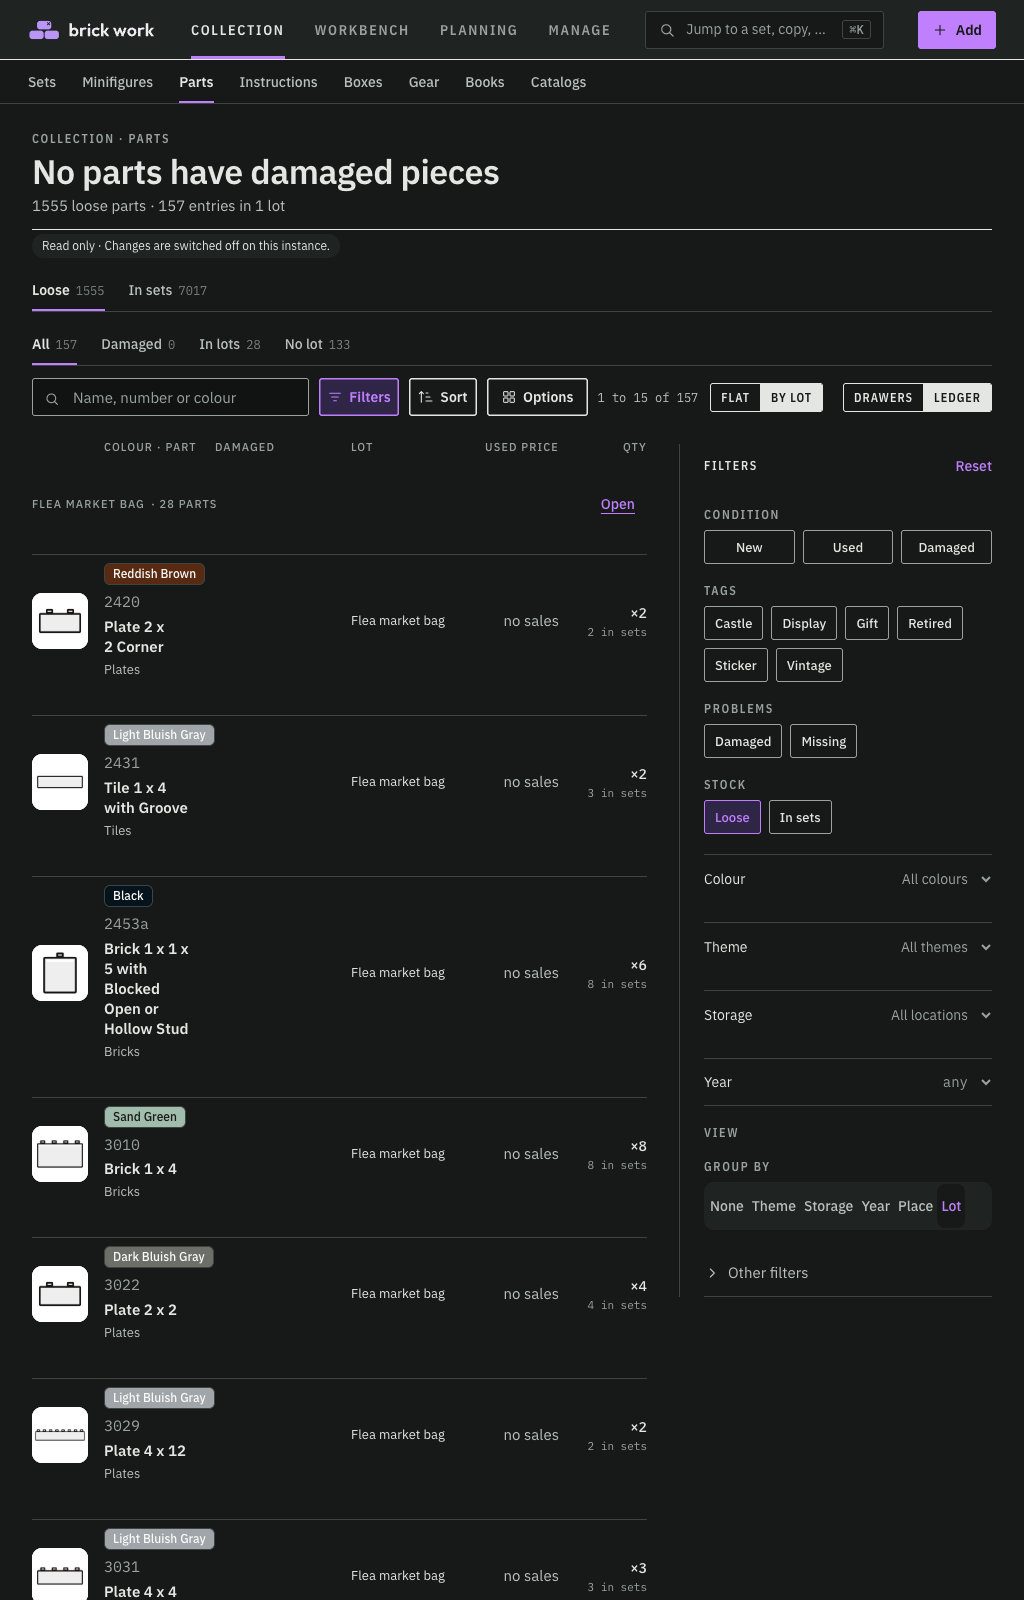 brick work
COLLECTION WORKBENCH PLANNING MANAGE
Jump to a set, copy, ... ⌘K
+ Add
Sets Minifigures Parts Instructions Boxes Gear Books Catalogs
COLLECTION · PARTS
No parts have damaged pieces
1555 loose parts · 157 entries in 1 lot
Read only · Changes are switched off on this instance.
Loose 1555 In sets 7017
All 157 Damaged 0 In lots 28 No lot 133
Name, number or colour
Filters Sort Options 1 to 15 of 157 FLAT BY LOT DRAWERS LEDGER
COLOUR · PART DAMAGED LOT USED PRICE QTY
FLEA MARKET BAG · 28 PARTS Open
Reddish Brown
2420
Plate 2 x
2 Corner
Plates
Flea market bag
no sales
×2
2 in sets
Light Bluish Gray
2431
Tile 1 x 4
with Groove
Tiles
Flea market bag
no sales
×2
3 in sets
Black
2453a
Brick 1 x 1 x
5 with
Blocked
Open or
Hollow Stud
Bricks
Flea market bag
no sales
×6
8 in sets
Sand Green
3010
Brick 1 x 4
Bricks
Flea market bag
no sales
×8
8 in sets
Dark Bluish Gray
3022
Plate 2 x 2
Plates
Flea market bag
no sales
×4
4 in sets
Light Bluish Gray
3029
Plate 4 x 12
Plates
Flea market bag
no sales
×2
2 in sets
Light Bluish Gray
3031
Plate 4 x 4
Flea market bag
no sales
×3
3 in sets
FILTERS Reset
CONDITION
New Used Damaged
TAGS
Castle Display Gift Retired
Sticker Vintage
PROBLEMS
Damaged Missing
STOCK
Loose In sets
Colour All colours
Theme All themes
Storage All locations
Year any
VIEW
GROUP BY
None Theme Storage Year Place Lot
Other filters